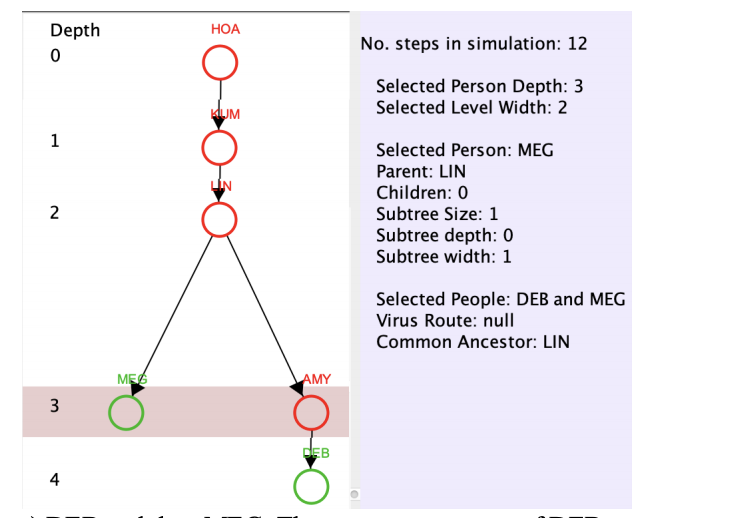 Depth
HOA
0
KUM
1
LIN
2
MEG
AMY
3
DEB
4
No. steps in simulation: 12
Selected Person Depth: 3
Selected Level Width: 2
Selected Person: MEG
Parent: LIN
Children: 0
Subtree Size: 1
Subtree depth: 0
Subtree width: 1
Selected People: DEB and MEG
Virus Route: null
Common Ancestor: LIN